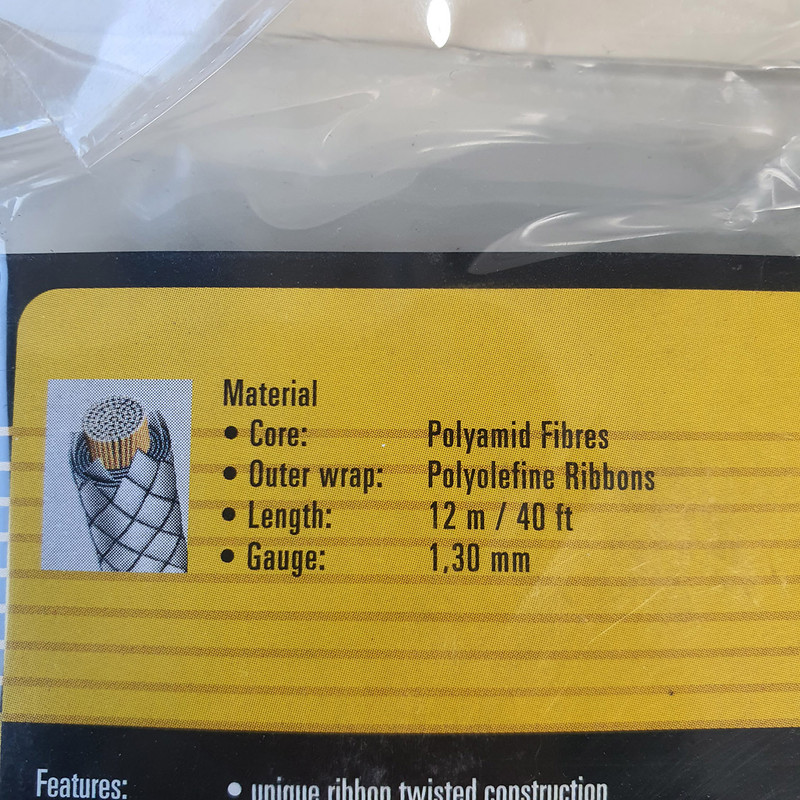 Material
• Core: Polyamid Fibres
• Outer wrap: Polyolefine Ribbons
• Length: 12 m / 40 ft
• Gauge: 1,30 mm
Features: • unique ribbon twisted construction